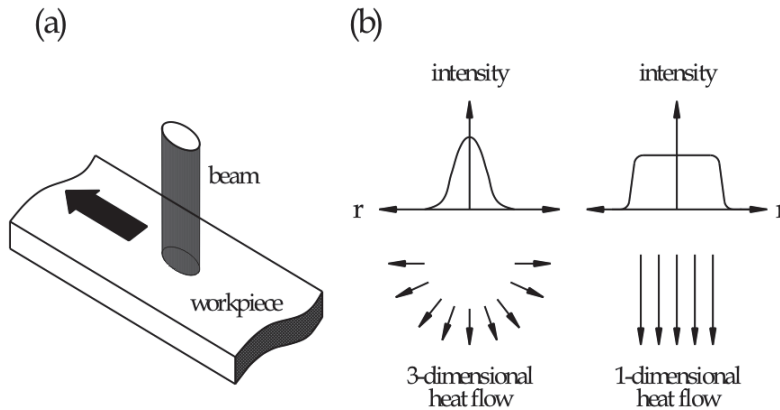 (a)
(b)
beam
workpiece
intensity
intensity
r
r
3-dimensional
heat flow
1-dimensional
heat flow